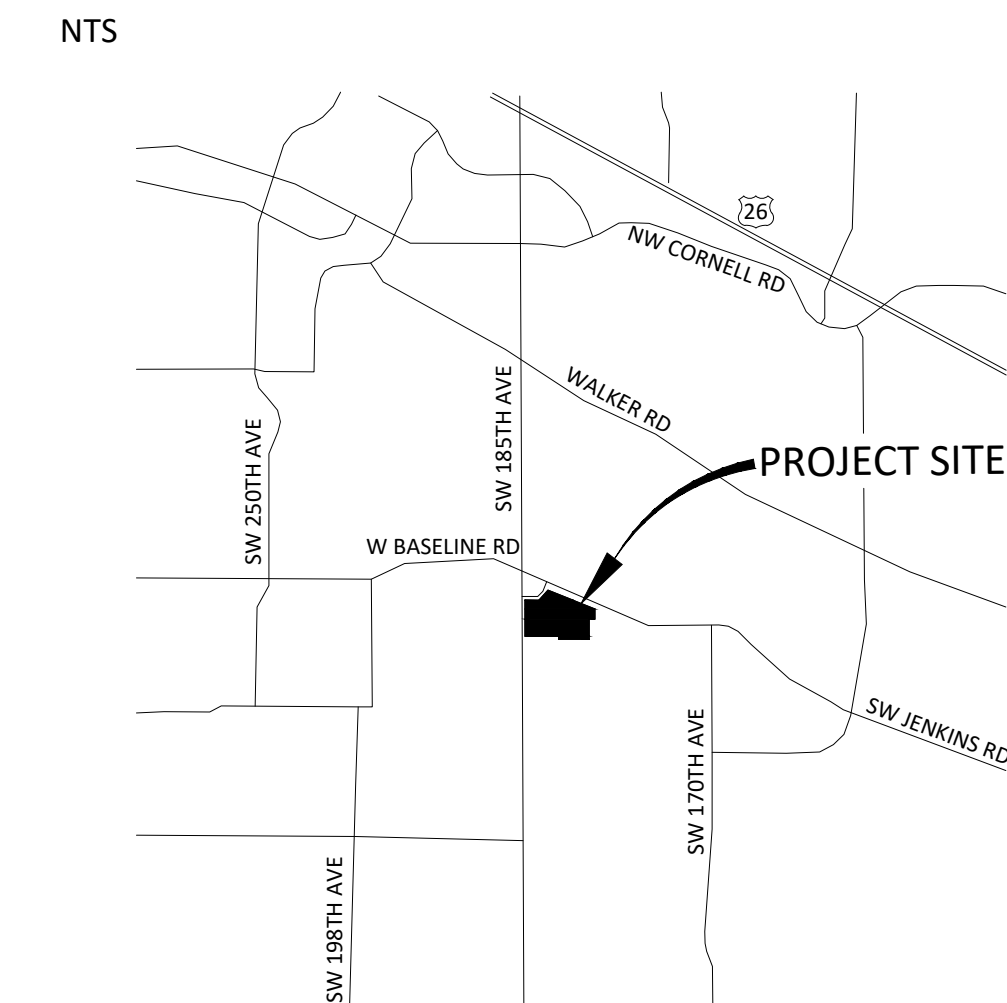 NTS
26
NW CORNELL RD
WALKER RD
SW 185TH AVE
SW 250TH AVE
PROJECT SITE
W BASELINE RD
SW JENKINS RD
SW 170TH AVE
SW 198TH AVE